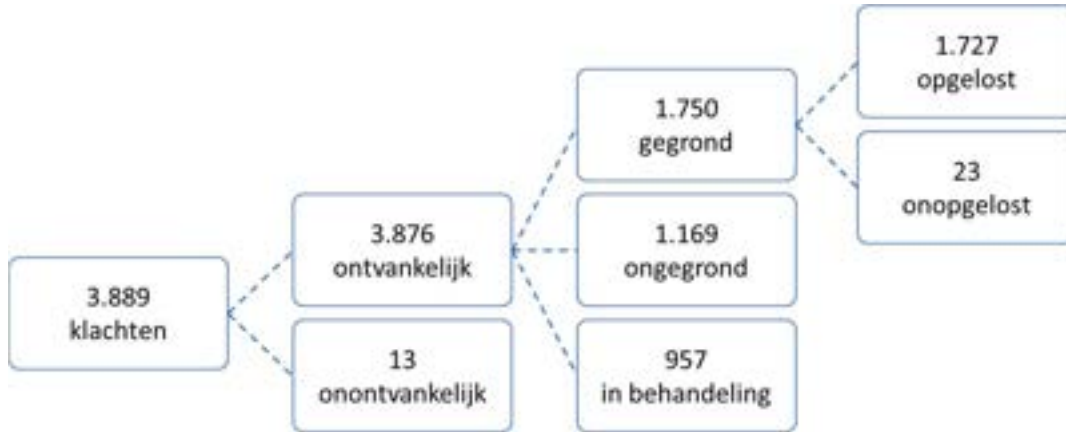 3.889
klachten
3.876
ontvankelijk
13
onontvankelijk
1.750
gegrond
1.169
ongegrond
957
in behandeling
1.727
opgelost
23
onopgelost